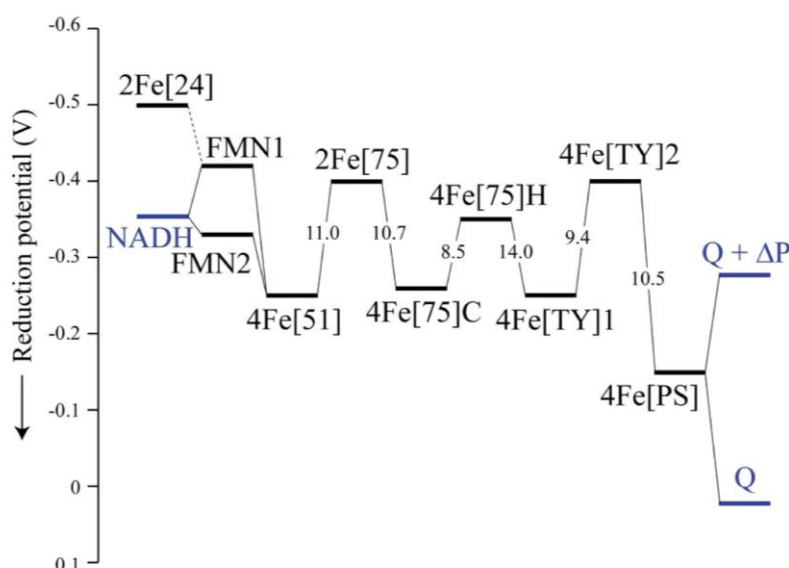 -0.6
2Fe[24]
-0.5
FMN1
2Fe[75]
4Fe[TY]2
-0.4
4Fe[75]H
NADH
11.0
10.7
8.5
14.0
9.4
-0.3
FMN2
10.5
Q + ΔP
4Fe[51]
4Fe[75]C
4Fe[TY]1
-0.2
4Fe[PS]
-0.1
0
Q
0.1
Reduction potential (V)